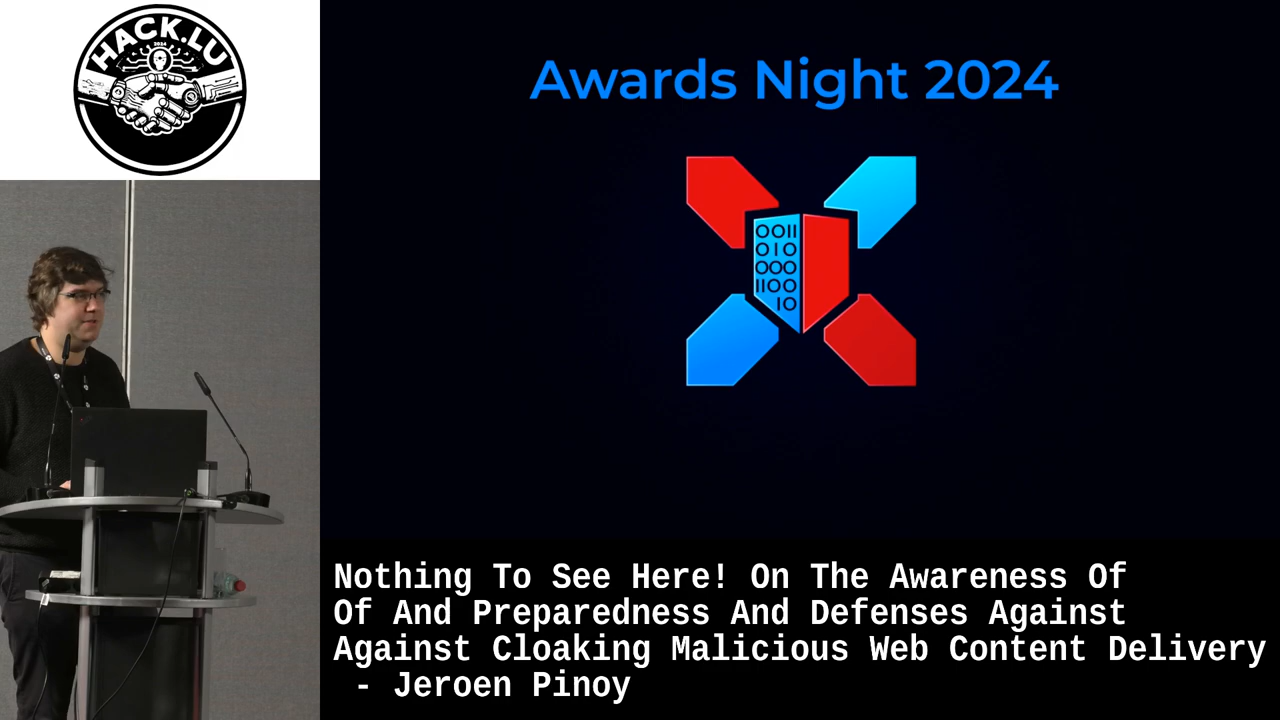 HACK.LU
2024
Awards Night 2024
0011
010
000
1100
10
Nothing To See Here! On The Awareness Of
Of And Preparedness And Defenses Against
Against Cloaking Malicious Web Content Delivery
- Jeroen Pinoy